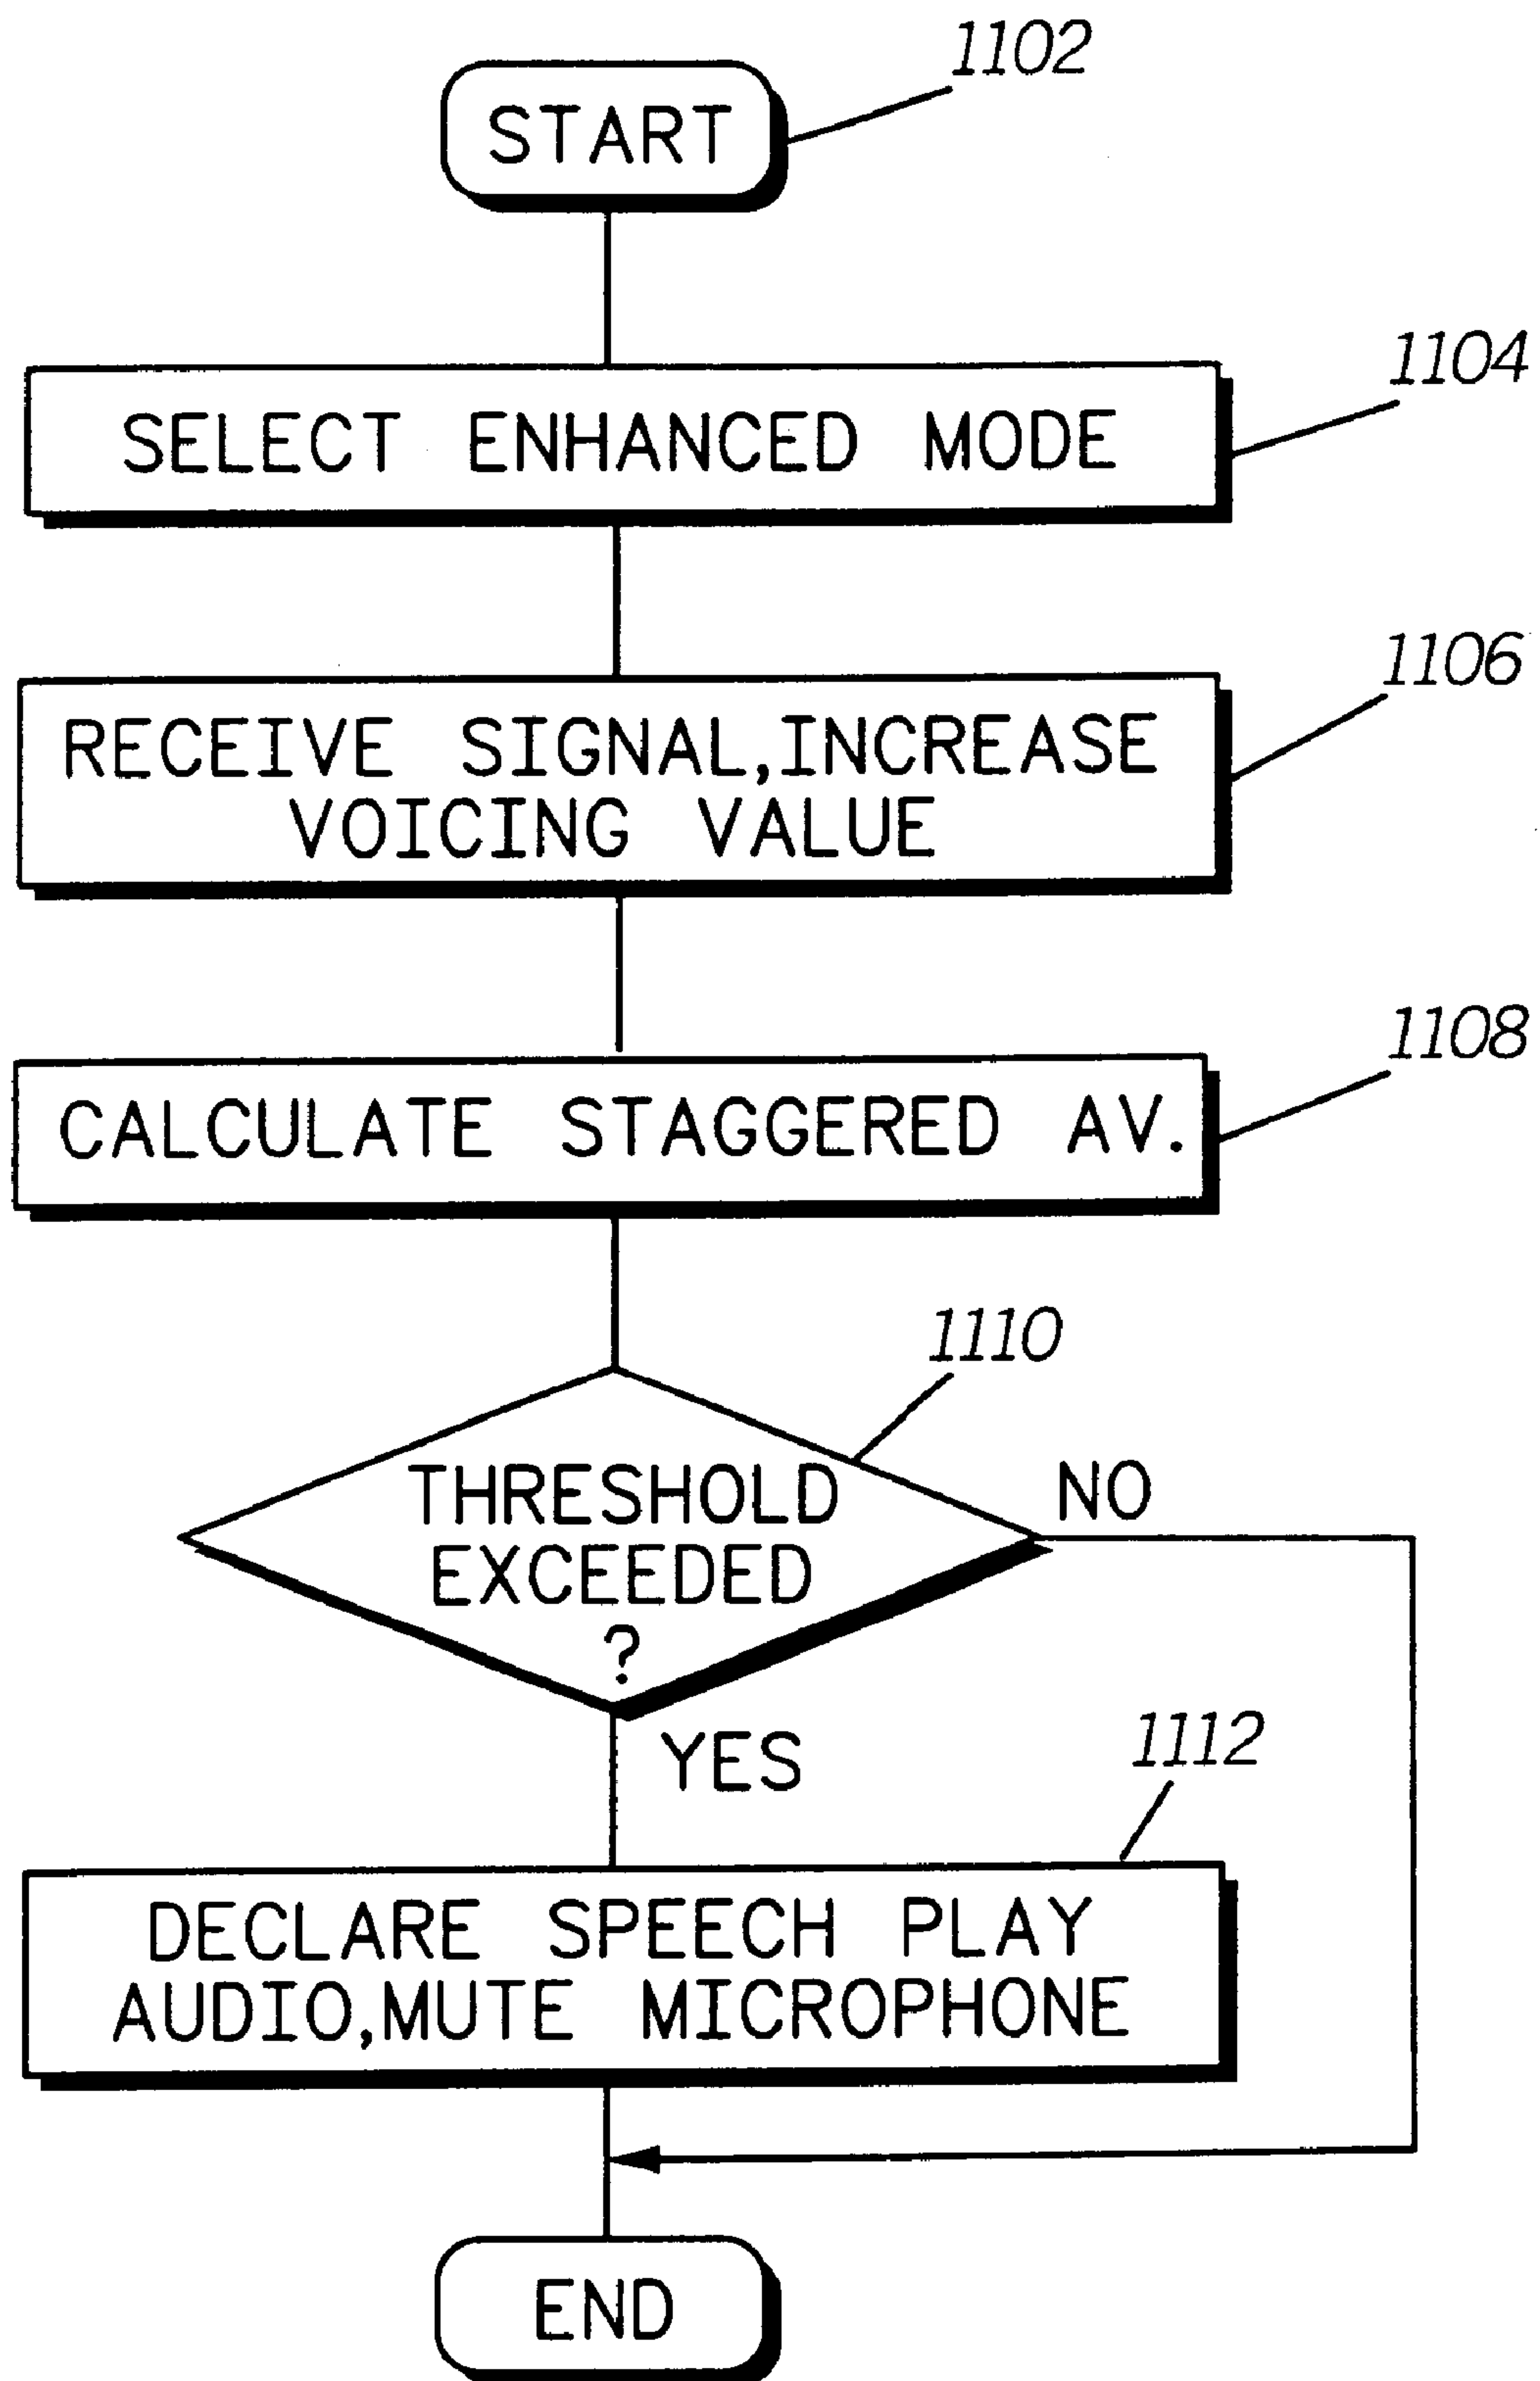 1102
START
1104
SELECT ENHANCED MODE
1106
RECEIVE SIGNAL,INCREASE
VOICING VALUE
1108
CALCULATE STAGGERED AV.
1110
THRESHOLD
EXCEEDED
?
NO
YES
1112
DECLARE SPEECH PLAY
AUDIO,MUTE MICROPHONE
END